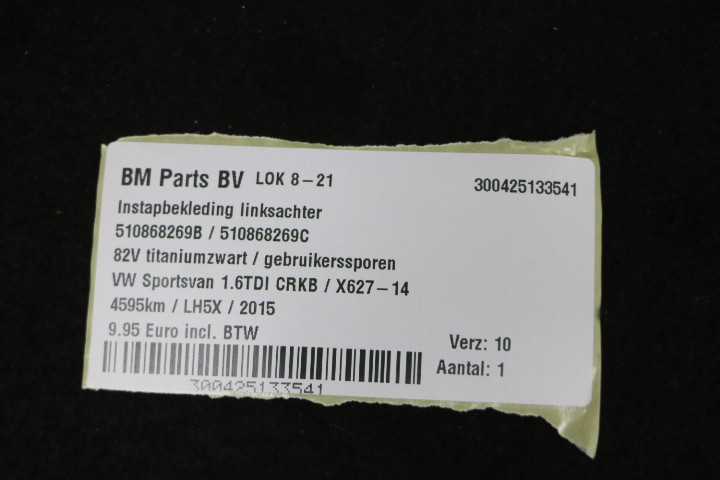 BM Parts BV LOK 8-21 300425133541
Instapbekleding linksachter
510868269B / 510868269C
82V titaniumzwart / gebruikerssporen
VW Sportsvan 1.6TDI CRKB / X627-14
4595km / LH5X / 2015
9.95 Euro incl. BTW
Verz: 10
Aantal: 1
300425133541